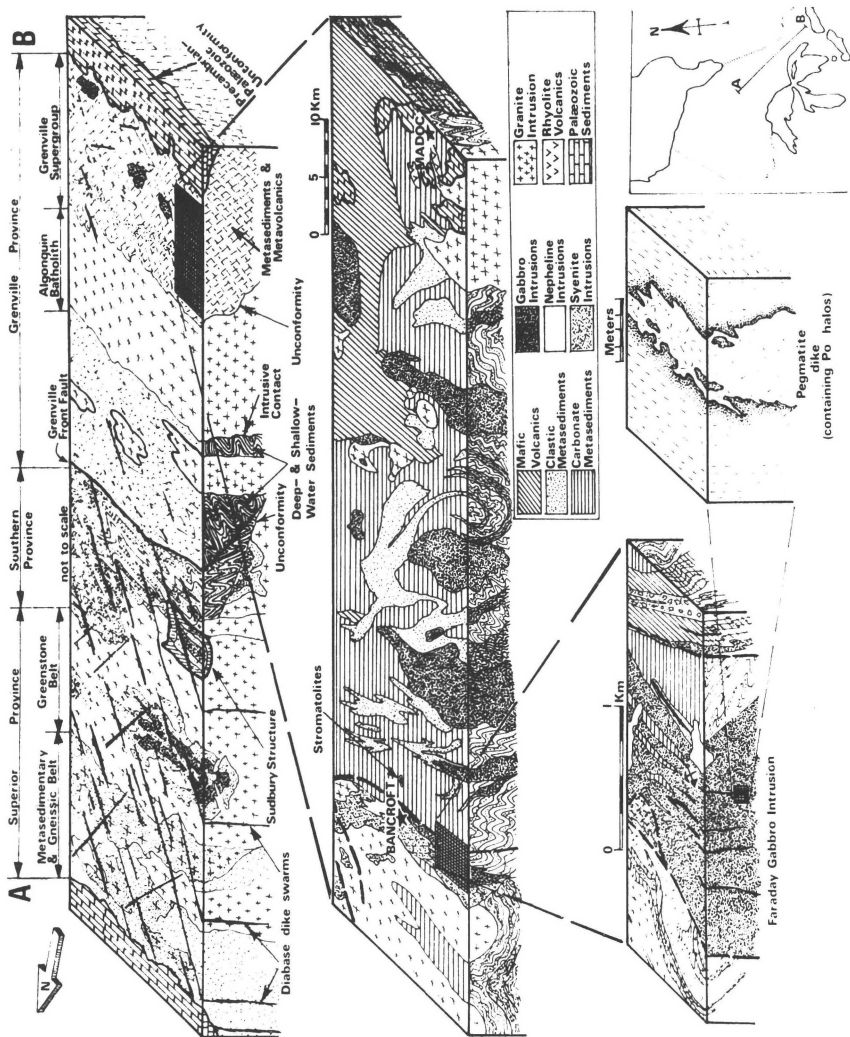 A
B
N
Superior
Province
Southern
Province
Grenville
Province
Metasedimentary
& Gneissic Belt
Greenstone
Belt
not to scale
Grenville
Front Fault
Algonquin
Batholith
Grenville
Supergroup
Precambrian-
Palæozoic
Unconformity
Diabase dike swarms
Sudbury Structure
Unconformity
Deep- & Shallow-
Water Sediments
Intrusive
Contact
Unconformity
Metasediments &
Metavolcanics
Stromatolites
BANCROFT
MADOC
0
5
10 Km
Mafic
Volcanics
Clastic
Metasediments
Carbonate
Metasediments
Gabbro
Intrusions
Nepheline
Intrusions
Syenite
Intrusions
Granite
Intrusion
Rhyolite
Volcanics
Palæozoic
Sediments
0
1
Km
Faraday Gabbro Intrusion
Meters
Pegmatite
dike
(containing Po halos)
N
A
B